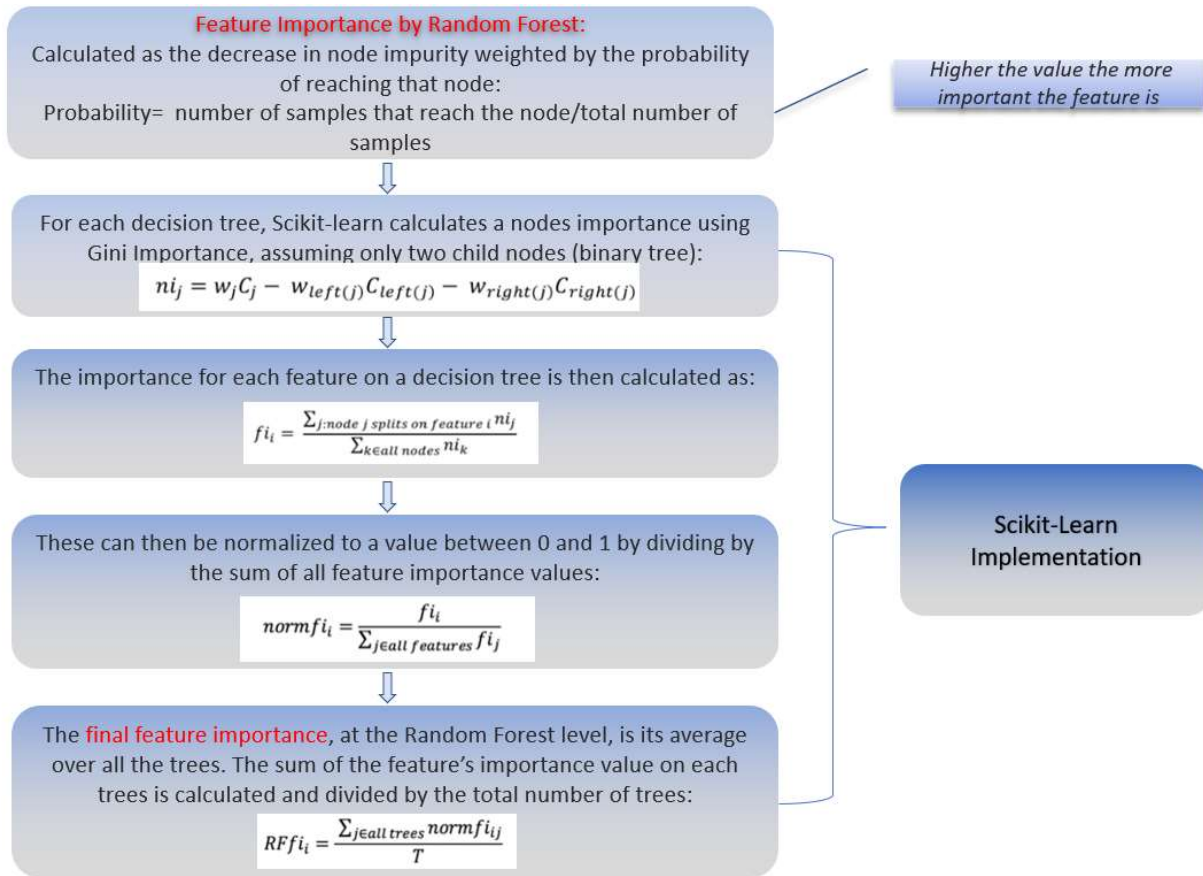 Feature Importance by Random Forest:
Calculated as the decrease in node impurity weighted by the probability
of reaching that node:
Probability= number of samples that reach the node/total number of
samples
Higher the value the more
important the feature is
For each decision tree, Scikit-learn calculates a nodes importance using
Gini Importance, assuming only two child nodes (binary tree):
ni_j = w_j C_j − w_left(j) C_left(j) − w_right(j) C_right(j)
The importance for each feature on a decision tree is then calculated as:
fi_i = ∑_j:node j splits on feature i ni_j / ∑_k∈all nodes ni_k
These can then be normalized to a value between 0 and 1 by dividing by
the sum of all feature importance values:
normfi_i = fi_i / ∑_j∈all features fi_j
The final feature importance, at the Random Forest level, is its average
over all the trees. The sum of the feature’s importance value on each
trees is calculated and divided by the total number of trees:
RFfi_i = ∑_j∈all trees normfi_ij / T
Scikit-Learn
Implementation